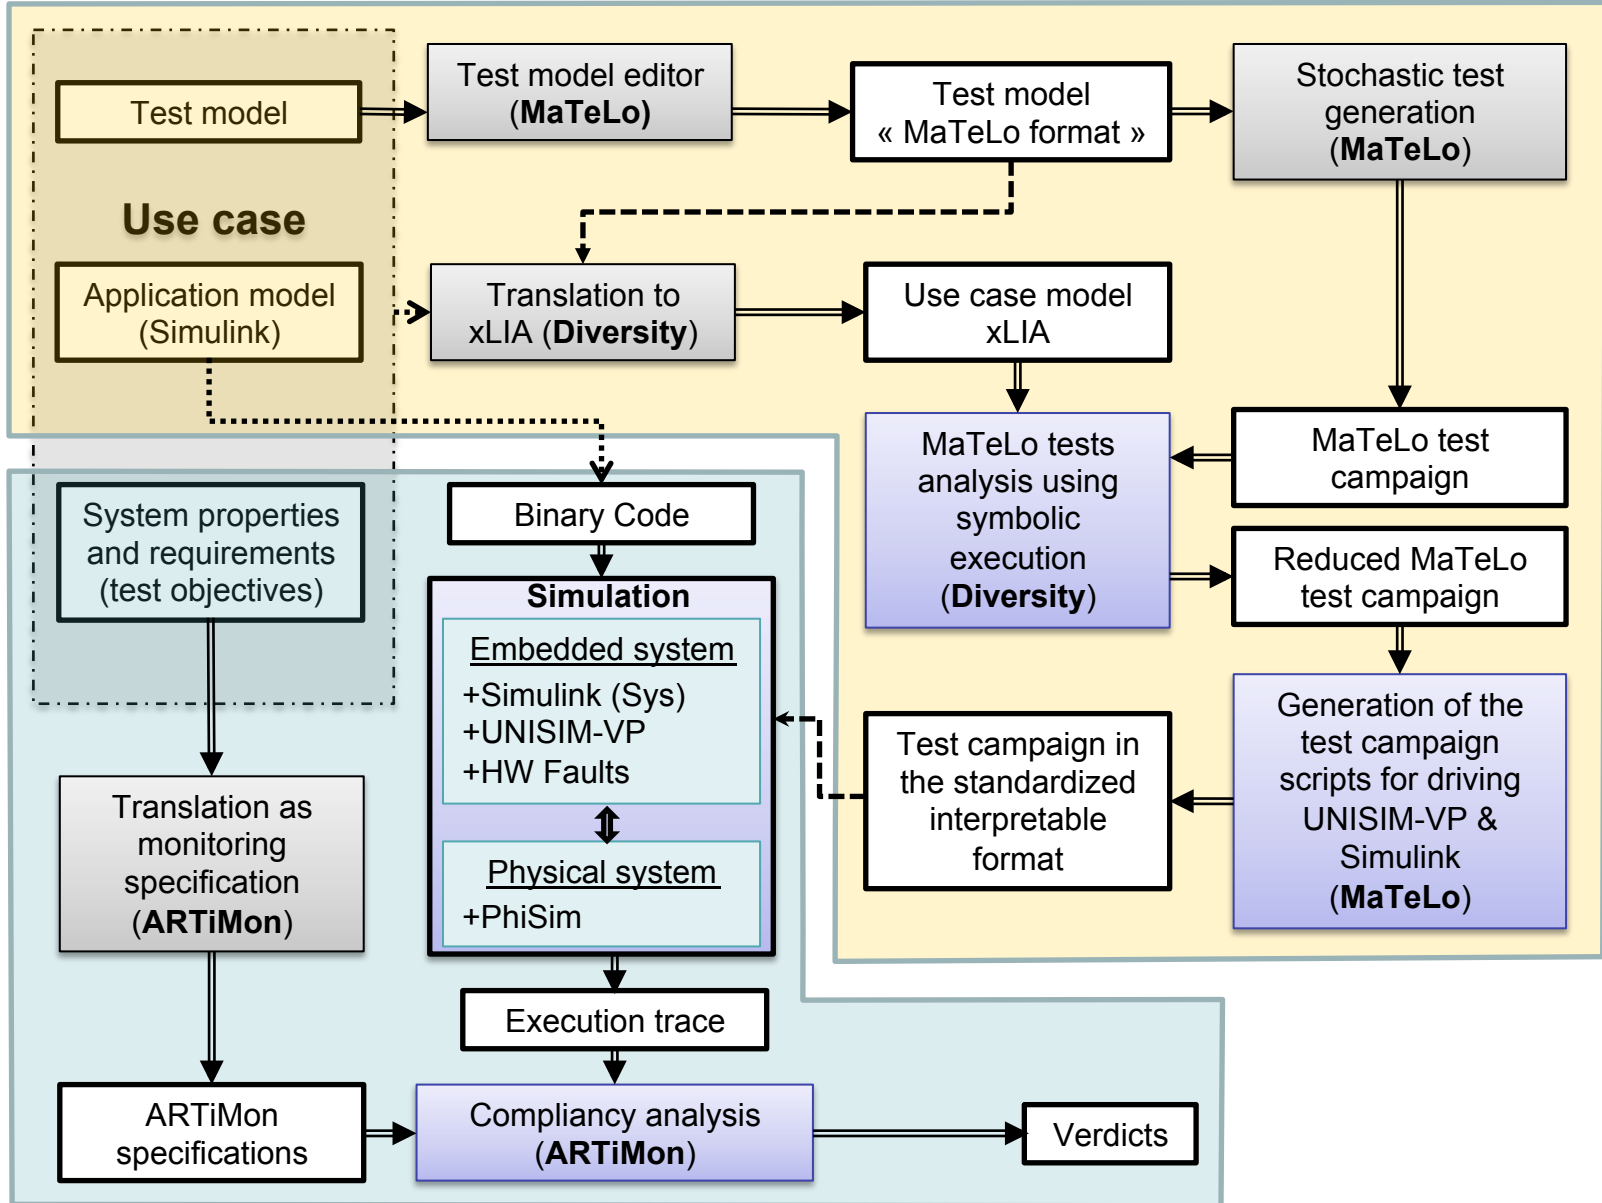 Test model
Test model editor
(MaTeLo)
Test model
« MaTeLo format »
Stochastic test
generation
(MaTeLo)
Use case
Application model
(Simulink)
Translation to
xLIA (Diversity)
Use case model
xLIA
MaTeLo tests
analysis using
symbolic
execution
(Diversity)
MaTeLo test
campaign
System properties
and requirements
(test objectives)
Binary Code
Reduced MaTeLo
test campaign
Simulation
Embedded system
+Simulink (Sys)
+UNISIM-VP
+HW Faults
Physical system
+PhiSim
Test campaign in
the standardized
interpretable
format
Generation of the
test campaign
scripts for driving
UNISIM-VP &
Simulink
(MaTeLo)
Translation as
monitoring
specification
(ARTiMon)
Execution trace
ARTiMon
specifications
Compliancy analysis
(ARTiMon)
Verdicts